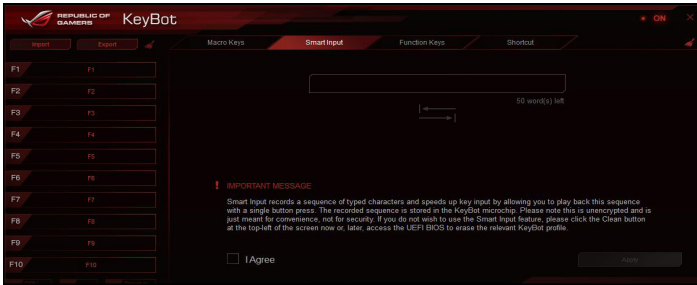 REPUBLIC OF
GAMERS
KeyBot
ON
Import
Export
Macro Keys
Smart Input
Function Keys
Shortcut
F1 F1
F2 F2
F3 F3
F4 F4
F5 F5
F6 F6
F7 F7
F8 F8
F9 F9
F10 F10
50 word(s) left
! IMPORTANT MESSAGE
Smart Input records a sequence of typed characters and speeds up key input by allowing you to play back this sequence
with a single button press. The recorded sequence is stored in the KeyBot microchip. Please note this is unencrypted and is
just meant for convenience, not for security. If you do not wish to use the Smart Input feature, please click the Clean button
at the top-left of the screen now or, later, access the UEFI BIOS to erase the relevant KeyBot profile.
I Agree
Apply